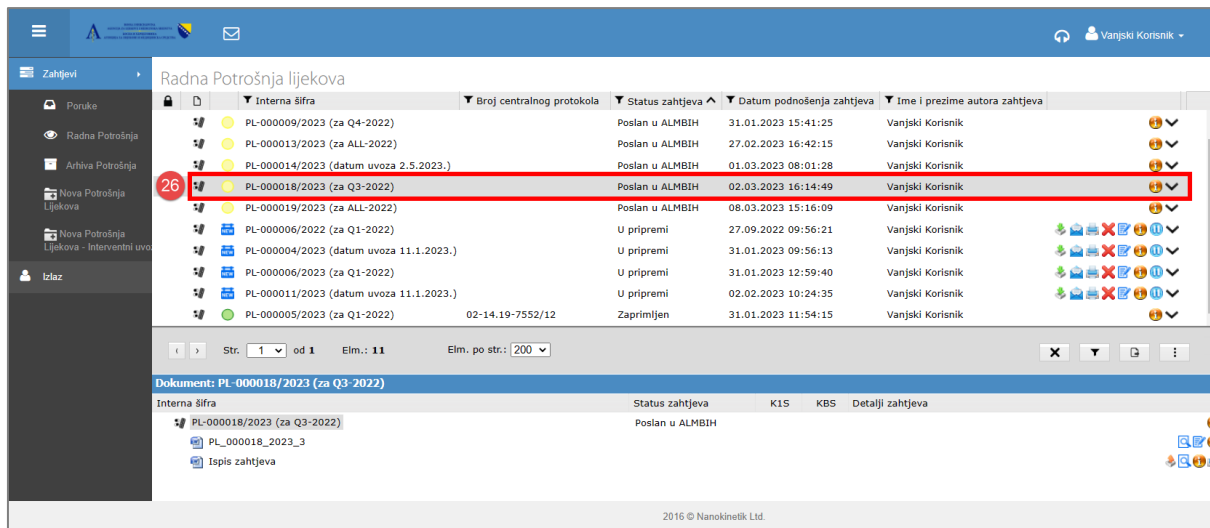 Vanjski Korisnik
Zahtjevi
Poruke
Radna Potrošnja
Arhiva Potrošnja
Nova Potrošnja
Lijekova
Nova Potrošnja
Lijekova - Interventni uvoz
Izlaz
Radna Potrošnja lijekova
Interna šifra Broj centralnog protokola Status zahtjeva Datum podnošenja zahtjeva Ime i prezime autora zahtjeva
PL-000009/2023 (za Q4-2022) Poslan u ALMBIH 31.01.2023 15:41:25 Vanjski Korisnik
PL-000013/2023 (za ALL-2022) Poslan u ALMBIH 27.02.2023 16:42:15 Vanjski Korisnik
PL-000014/2023 (datum uvoza 2.5.2023.) Poslan u ALMBIH 01.03.2023 08:01:28 Vanjski Korisnik
26 PL-000018/2023 (za Q3-2022) Poslan u ALMBIH 02.03.2023 16:14:49 Vanjski Korisnik
PL-000019/2023 (za ALL-2022) Poslan u ALMBIH 08.03.2023 15:16:09 Vanjski Korisnik
PL-000006/2022 (za Q1-2022) U pripremi 27.09.2022 09:56:21 Vanjski Korisnik
PL-000004/2023 (datum uvoza 11.1.2023.) U pripremi 31.01.2023 09:56:13 Vanjski Korisnik
PL-000006/2023 (za Q1-2022) U pripremi 31.01.2023 12:59:40 Vanjski Korisnik
PL-000011/2023 (datum uvoza 11.1.2023.) U pripremi 02.02.2023 10:24:35 Vanjski Korisnik
PL-000005/2023 (za Q1-2022) 02-14.19-7552/12 Zaprimljen 31.01.2023 11:54:15 Vanjski Korisnik
Str. 1 od 1 Elm.: 11 Elm. po str.: 200
Dokument: PL-000018/2023 (za Q3-2022)
Interna šifra Status zahtjeva K1S KBS Detalji zahtjeva
PL-000018/2023 (za Q3-2022) Poslan u ALMBIH
PL_000018_2023_3
Ispis zahtjeva
2016 © Nanokinetik Ltd.